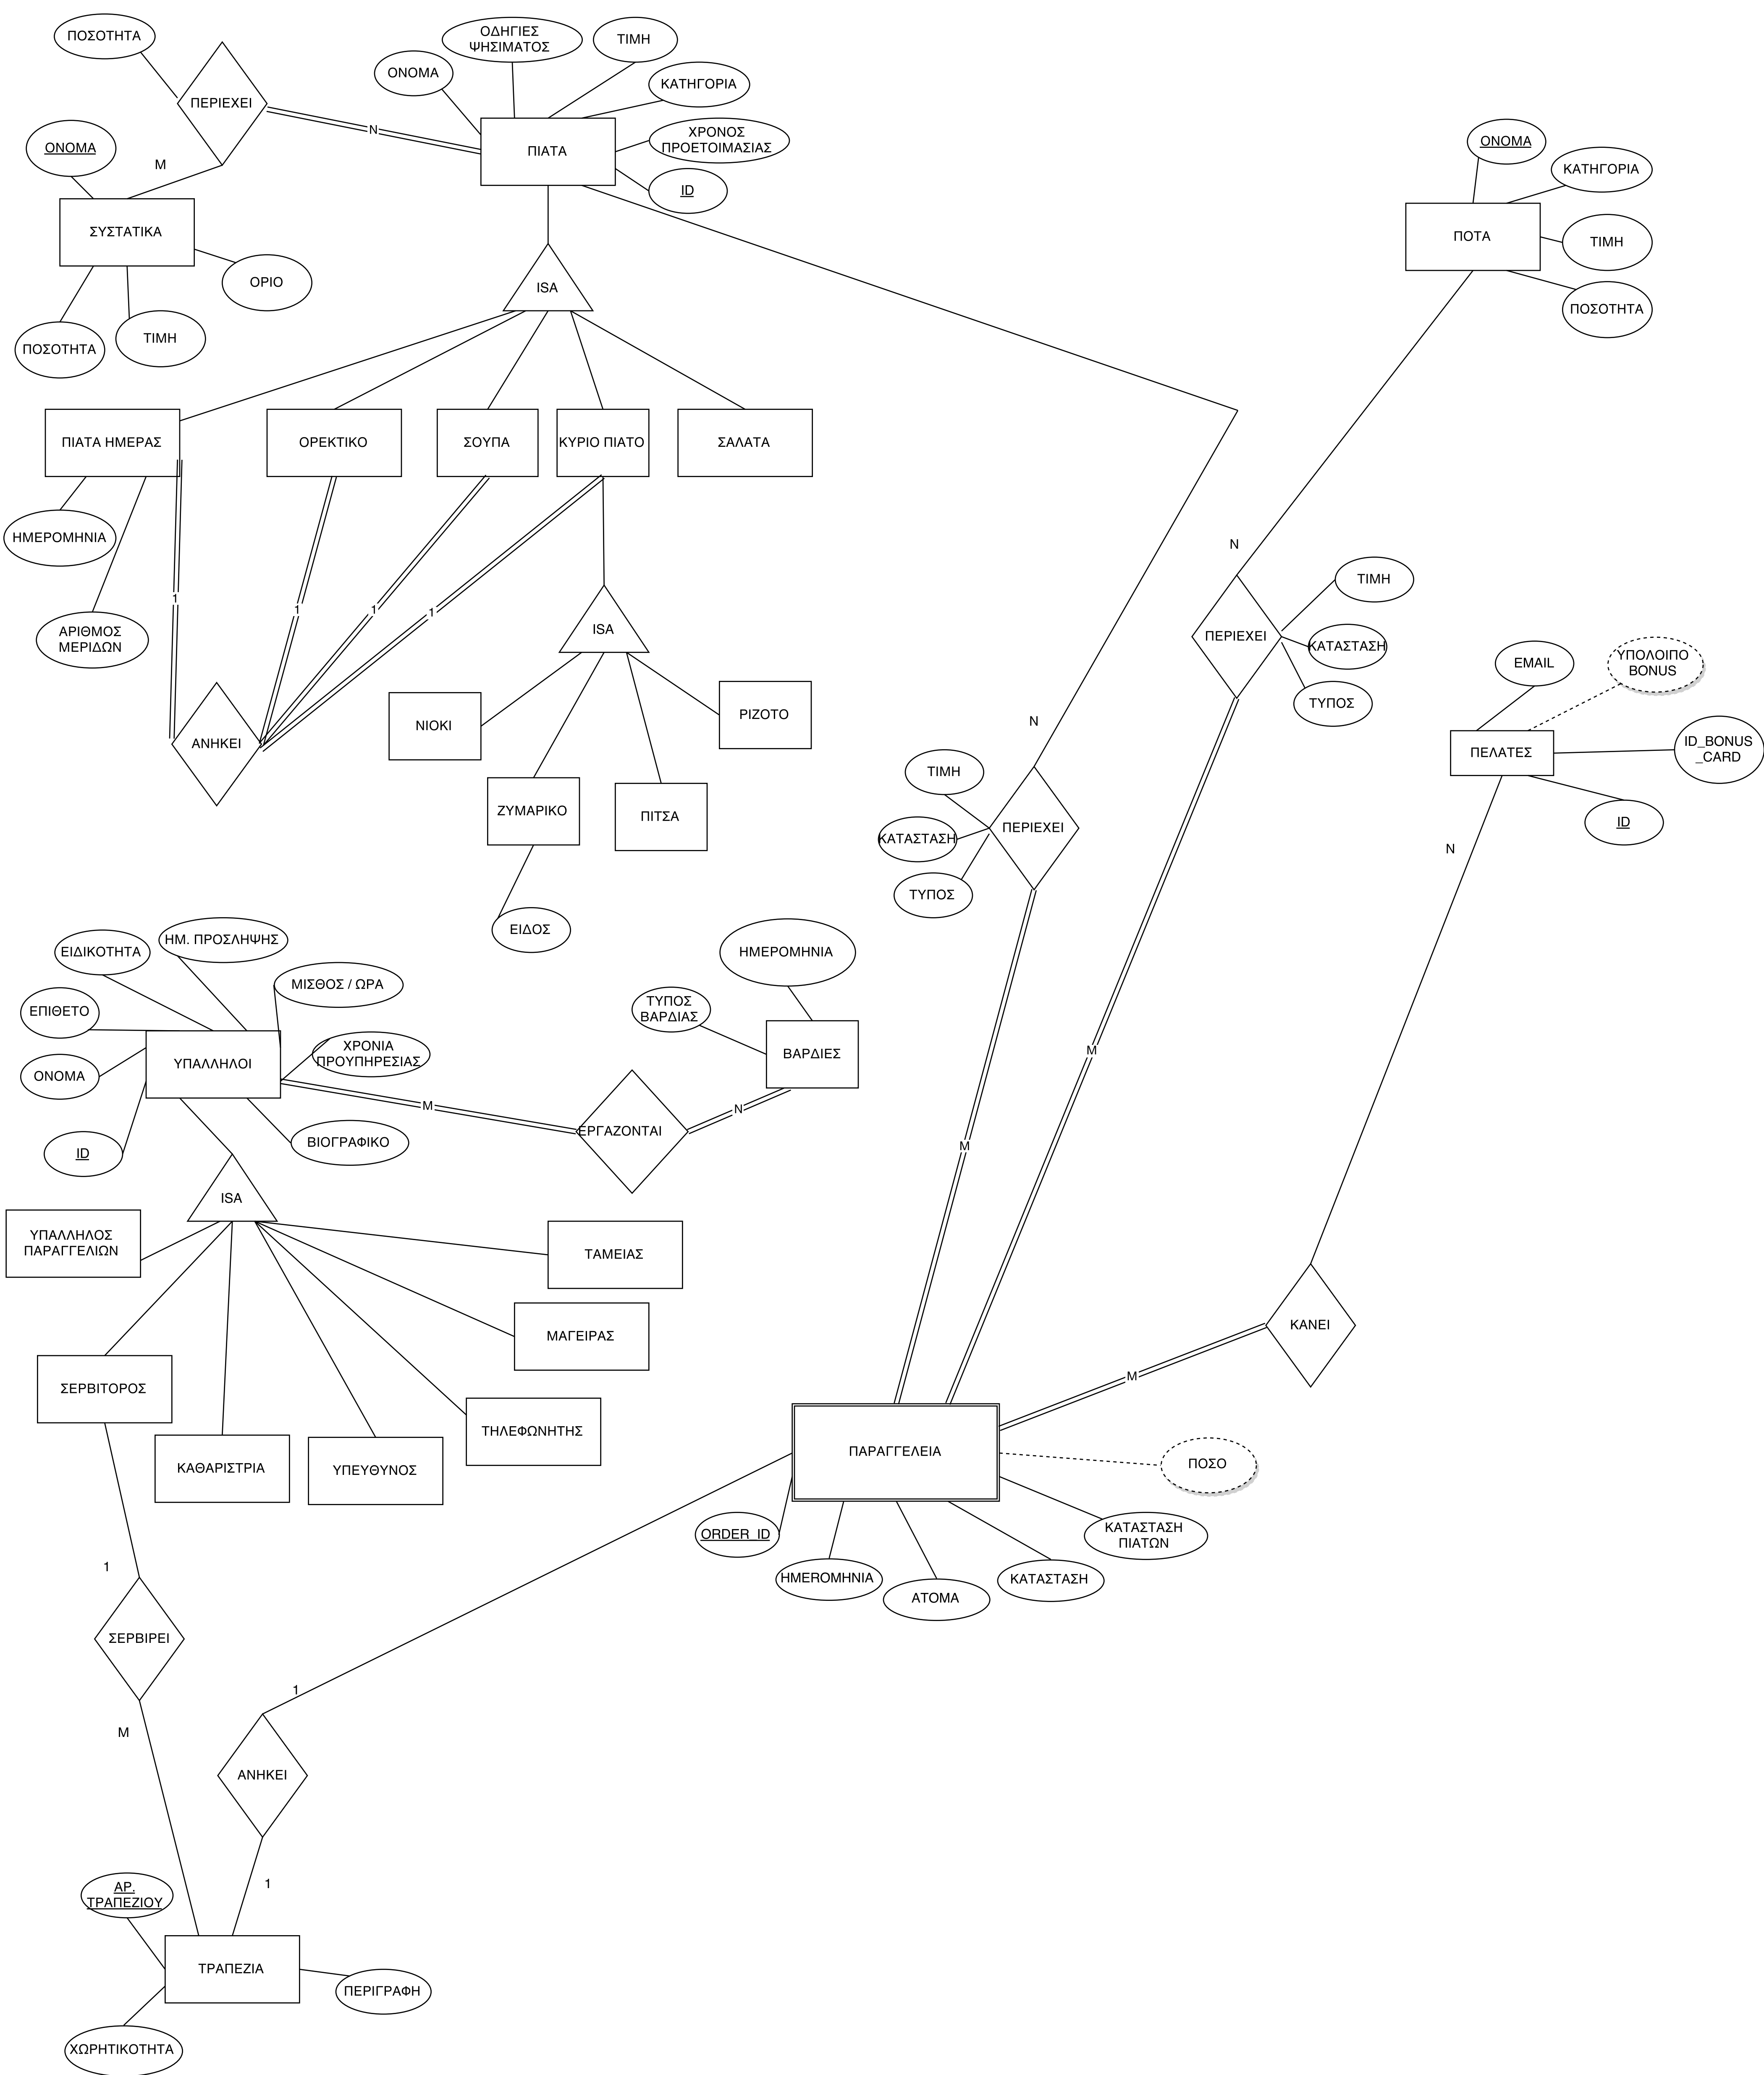 ΠΟΣΟΤΗΤΑ
ΠΕΡΙΕΧΕΙ
M
N
ΟΝΟΜΑ
ΣΥΣΤΑΤΙΚΑ
ΟΡΙΟ
ΤΙΜΗ
ΠΟΣΟΤΗΤΑ
ΟΝΟΜΑ
ΟΔΗΓΙΕΣ
ΨΗΣΙΜΑΤΟΣ
ΤΙΜΗ
ΚΑΤΗΓΟΡΙΑ
ΧΡΟΝΟΣ
ΠΡΟΕΤΟΙΜΑΣΙΑΣ
ID
ΠΙΑΤΑ
ISA
ΟΝΟΜΑ
ΚΑΤΗΓΟΡΙΑ
ΤΙΜΗ
ΠΟΣΟΤΗΤΑ
ΠΟΤΑ
ΠΙΑΤΑ ΗΜΕΡΑΣ
ΟΡΕΚΤΙΚΟ
ΣΟΥΠΑ
ΚΥΡΙΟ ΠΙΑΤΟ
ΣΑΛΑΤΑ
ΗΜΕΡΟΜΗΝΙΑ
ΑΡΙΘΜΟΣ
ΜΕΡΙΔΩΝ
1
1
1
1
ΑΝΗΚΕΙ
ISA
ΝΙΟΚΙ
ΡΙΖΟΤΟ
ΖΥΜΑΡΙΚΟ
ΠΙΤΣΑ
ΕΙΔΟΣ
N
ΠΕΡΙΕΧΕΙ
ΤΙΜΗ
ΚΑΤΑΣΤΑΣΗ
ΤΥΠΟΣ
N
ΠΕΡΙΕΧΕΙ
ΤΙΜΗ
ΚΑΤΑΣΤΑΣΗ
ΤΥΠΟΣ
EMAIL
ΥΠΟΛΟΙΠΟ
BONUS
ID_BONUS
_CARD
ID
ΠΕΛΑΤΕΣ
N
ΕΙΔΙΚΟΤΗΤΑ
ΗΜ. ΠΡΟΣΛΗΨΗΣ
ΜΙΣΘΟΣ / ΩΡΑ
ΕΠΙΘΕΤΟ
ΧΡΟΝΙΑ
ΠΡΟΥΠΗΡΕΣΙΑΣ
ΟΝΟΜΑ
ΥΠΑΛΛΗΛΟΙ
ΒΙΟΓΡΑΦΙΚΟ
ID
M
ΕΡΓΑΖΟΝΤΑΙ
N
ΗΜΕΡΟΜΗΝΙΑ
ΤΥΠΟΣ
ΒΑΡΔΙΑΣ
ΒΑΡΔΙΕΣ
M
M
ISA
ΥΠΑΛΛΗΛΟΣ
ΠΑΡΑΓΓΕΛΙΩΝ
ΤΑΜΕΙΑΣ
ΜΑΓΕΙΡΑΣ
ΣΕΡΒΙΤΟΡΟΣ
ΤΗΛΕΦΩΝΗΤΗΣ
ΚΑΘΑΡΙΣΤΡΙΑ
ΥΠΕΥΘΥΝΟΣ
ΚΑΝΕΙ
M
ΠΑΡΑΓΓΕΛΕΙΑ
ΠΟΣΟ
ORDER_ID
ΗΜΕROΜΗΝΙΑ
ΑΤΟΜΑ
ΚΑΤΑΣΤΑΣΗ
ΚΑΤΑΣΤΑΣΗ
ΠΙΑΤΩΝ
1
ΣΕΡΒΙΡΕΙ
M
1
ΑΝΗΚΕΙ
1
ΑΡ.
ΤΡΑΠΕΖΙΟΥ
ΤΡΑΠΕΖΙΑ
ΠΕΡΙΓΡΑΦΗ
ΧΩΡΗΤΙΚΟΤΗΤΑ